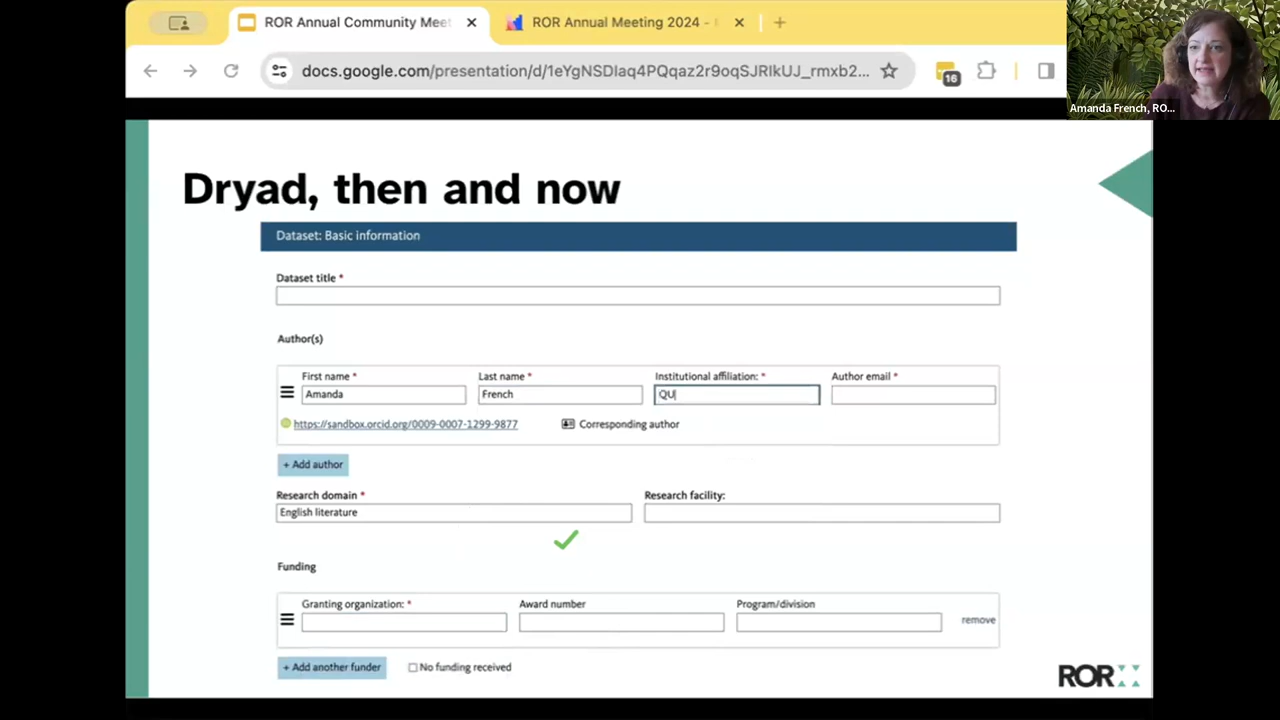 ROR Annual Community Meet
ROR Annual Meeting 2024 -
docs.google.com/presentation/d/1eYgNSDlaq4PQqaz2r9oqSJRlkUJ_rmxb2...
16
Amanda French, RO...
Dryad, then and now
Dataset: Basic information
Dataset title *
Author(s)
First name * Last name * Institutional affiliation: * Author email *
Amanda French QU
https://sandbox.orcid.org/0009-0007-1299-9877 Corresponding author
+ Add author
Research domain * Research facility:
English literature
Funding
Granting organization: * Award number Program/division
remove
+ Add another funder No funding received
ROR